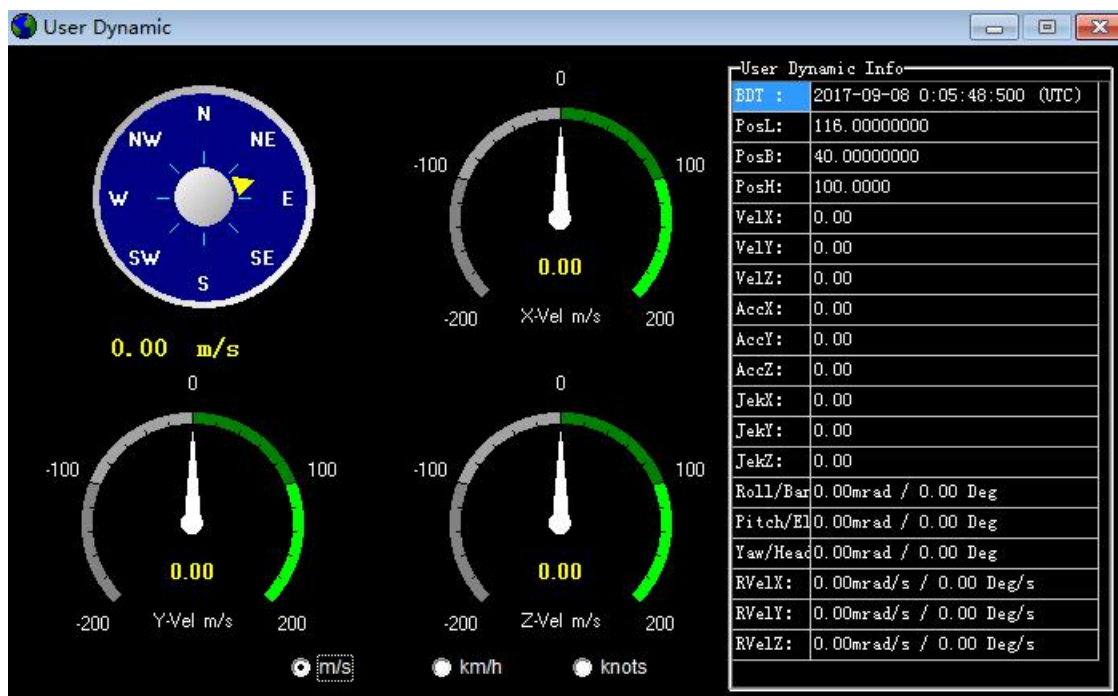 User Dynamic
N
NW NE
W E
SW SE
S
0.00 m/s
0
-100 100
0.00
-200 X-Vel m/s 200
0
-100 100
0.00
-200 Y-Vel m/s 200
0
-100 100
0.00
-200 Z-Vel m/s 200
m/s km/h knots
User Dynamic Info
BDT : 2017-09-08 0:05:48:500 (UTC)
PosL: 116.00000000
PosB: 40.00000000
PosH: 100.0000
VelX: 0.00
VelY: 0.00
VelZ: 0.00
AccX: 0.00
AccY: 0.00
AccZ: 0.00
JekX: 0.00
JekY: 0.00
JekZ: 0.00
Roll/Bar 0.00mrad / 0.00 Deg
Pitch/El 0.00mrad / 0.00 Deg
Yaw/Head 0.00mrad / 0.00 Deg
RVelX: 0.00mrad/s / 0.00 Deg/s
RVelY: 0.00mrad/s / 0.00 Deg/s
RVelZ: 0.00mrad/s / 0.00 Deg/s